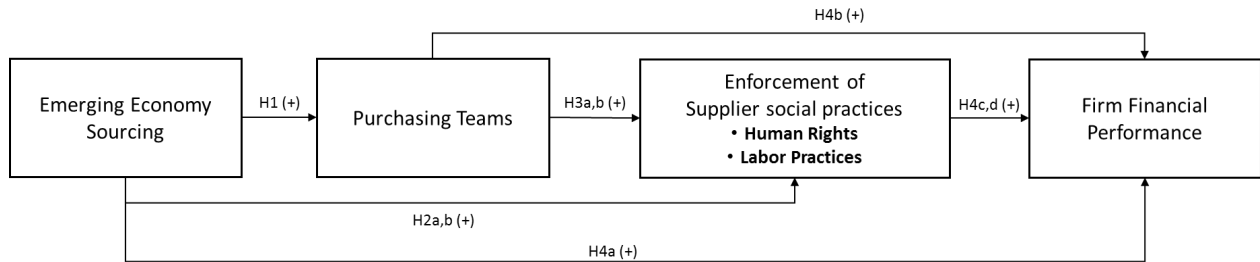 H4b (+)
Emerging Economy
Sourcing
H1 (+)
Purchasing Teams
H3a,b (+)
Enforcement of
Supplier social practices
• Human Rights
• Labor Practices
H4c,d (+)
Firm Financial
Performance
H2a,b (+)
H4a (+)